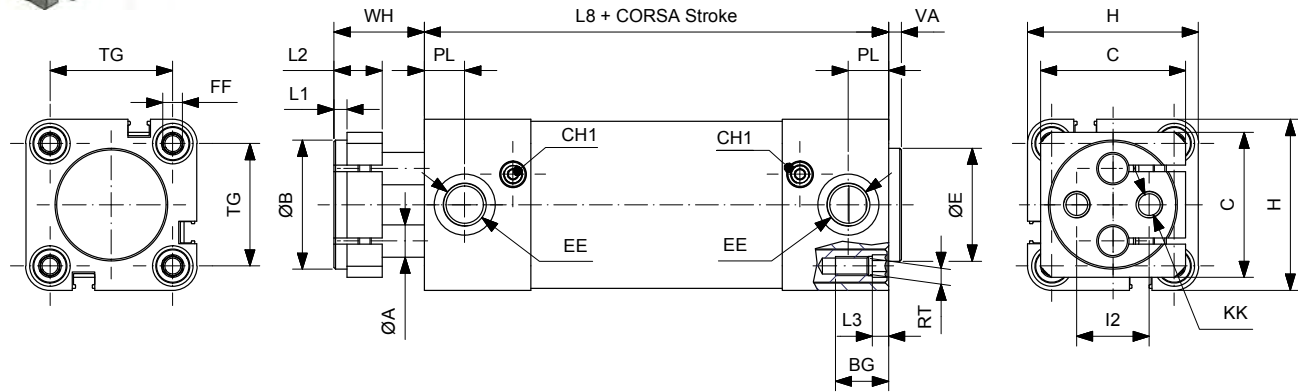 WH
L8 + CORSA Stroke
VA
H
TG
L2
PL
PL
C
FF
L1
CH1
CH1
TG
ØB
ØE
C
H
EE
EE
ØA
L3
RT
I2
KK
BG